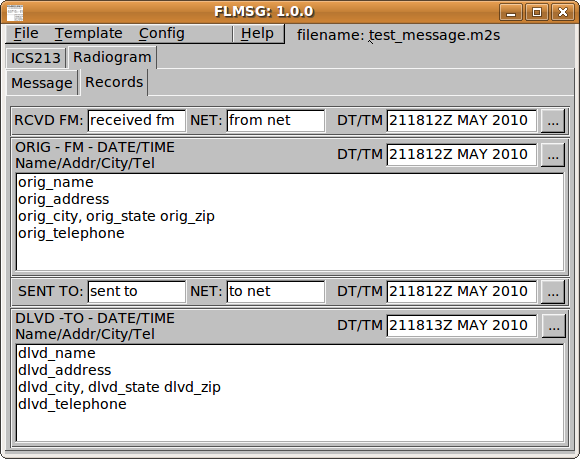 FLMSG: 1.0.0
File Template Config Help filename: test_message.m2s
ICS213 Radiogram
Message Records
RCVD FM: received fm NET: from net DT/TM 211812Z MAY 2010 ...
ORIG - FM - DATE/TIME
Name/Addr/City/Tel
DT/TM 211812Z MAY 2010 ...
orig_name
orig_address
orig_city, orig_state orig_zip
orig_telephone
SENT TO: sent to NET: to net DT/TM 211812Z MAY 2010 ...
DLVD -TO - DATE/TIME
Name/Addr/City/Tel
DT/TM 211813Z MAY 2010 ...
dlvd_name
dlvd_address
dlvd_city, dlvd_state dlvd_zip
dlvd_telephone